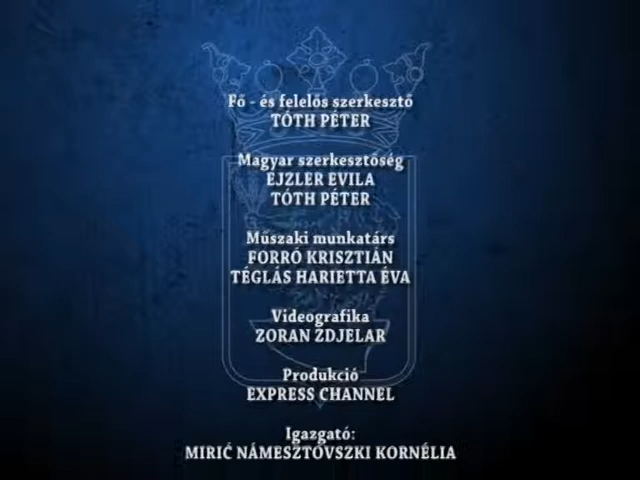 Fő - és felelős szerkesztő
TÓTH PÉTER
Magyar szerkesztőség
EJZLER EVILA
TÓTH PÉTER
Műszaki munkatárs
FORRÓ KRISZTIÁN
TÉGLÁS HARIETTA ÉVA
Videografika
ZORAN ZDJELAR
Produkció
EXPRESS CHANNEL
Igazgató:
MIRIĆ NÁMESZTOVSZKI KORNÉLIA